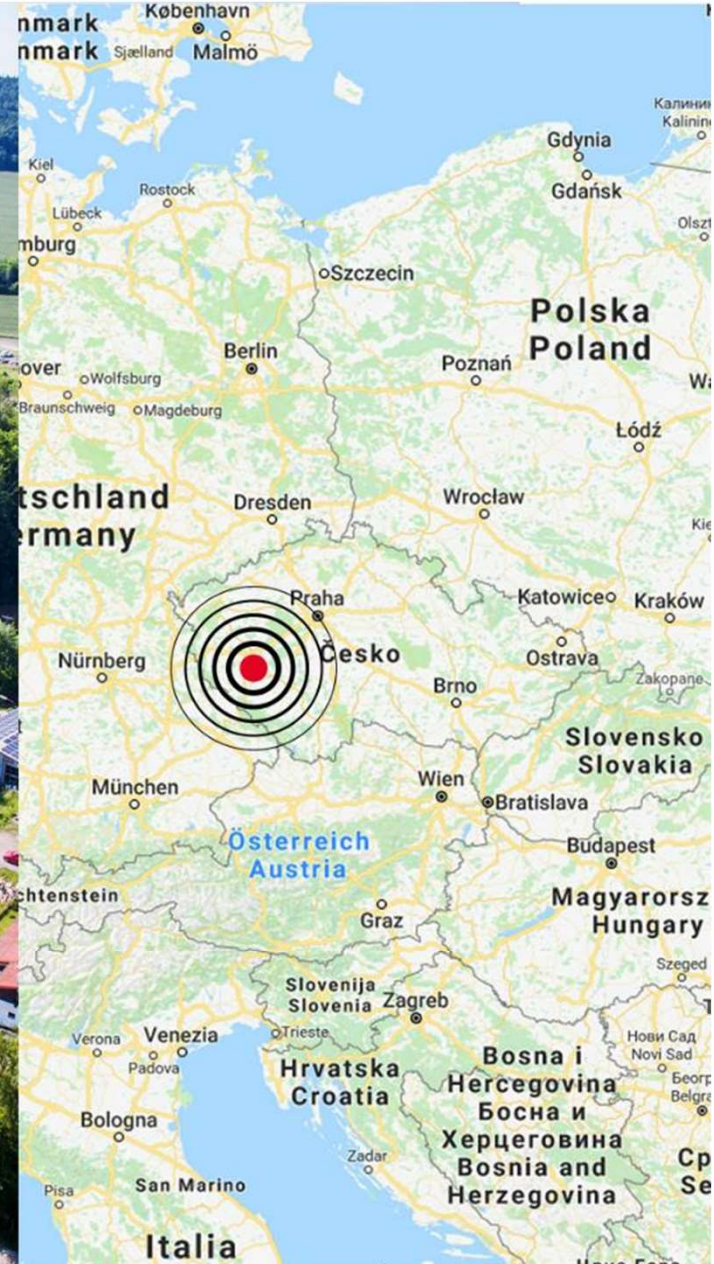 København
nmark
nmark
Sjælland
Malmö
Калинин
Kalining
Gdynia
Kiel
Gdańsk
Rostock
Lübeck
Olszt
mburg
Szczecin
Polska
Poland
Berlin
Poznań
over
Wolfsburg
Wa
Braunschweig
Magdeburg
Łódź
tschland
ermany
Dresden
Wrocław
Kie
Praha
Katowice
Kraków
Česko
Nürnberg
Ostrava
Zakopane
Brno
Slovensko
Slovakia
München
Wien
Bratislava
Österreich
Austria
Budapest
chtenstein
Magyarorsz
Hungary
Graz
Szeged
Slovenija
Slovenia
Zagreb
Verona
Venezia
Trieste
Нови Сад
Novi Sad
Padova
Hrvatska
Croatia
Bosna i
Hercegovina
Босна и
Херцеговина
Bosnia and
Herzegovina
Беогр
Belgra
Bologna
Zadar
Ср
Se
Pisa
San Marino
Italia